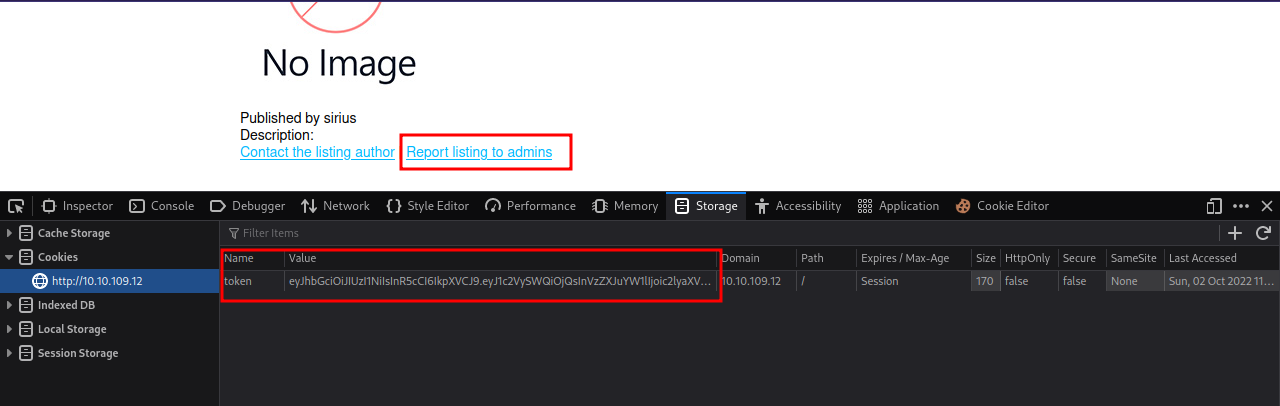 No Image
Published by sirius
Description:
Contact the listing author Report listing to admins
Inspector Console Debugger Network Style Editor Performance Memory Storage Accessibility Application Cookie Editor
Cache Storage
Filter Items
Cookies
Name Value Domain Path Expires / Max-Age Size HttpOnly Secure SameSite Last Accessed
http://10.10.109.12
token eyJhbGciOiJIUzI1NiIsInR5cCI6IkpXVCJ9.eyJ1c2VySWQiOjQsInVzZXJuYW1lIjoic2lyaXV... 10.10.109.12 / Session 170 false false None Sun, 02 Oct 2022 11...
Indexed DB
Local Storage
Session Storage